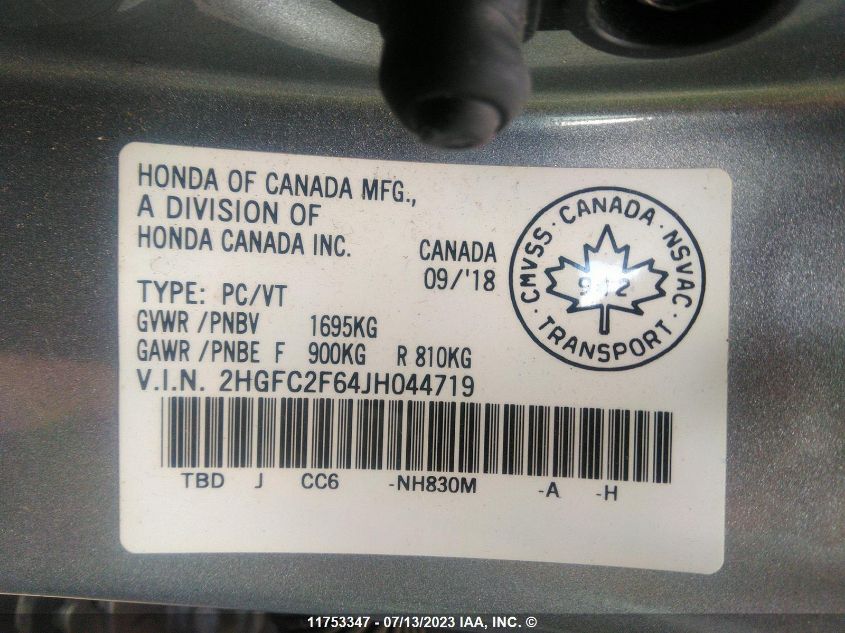 HONDA OF CANADA MFG.,
A DIVISION OF
HONDA CANADA INC.
CANADA
09/'18
TYPE: PC/VT
GVWR /PNBV 1695KG
GAWR /PNBE F 900KG R 810KG
V.I.N. 2HGFC2F64JH044719
TBD J CC6 -NH830M -A -H
CMVSS · CANADA · NSVAC · TRANSPORT ·
11753347 - 07/13/2023 IAA, INC. ©